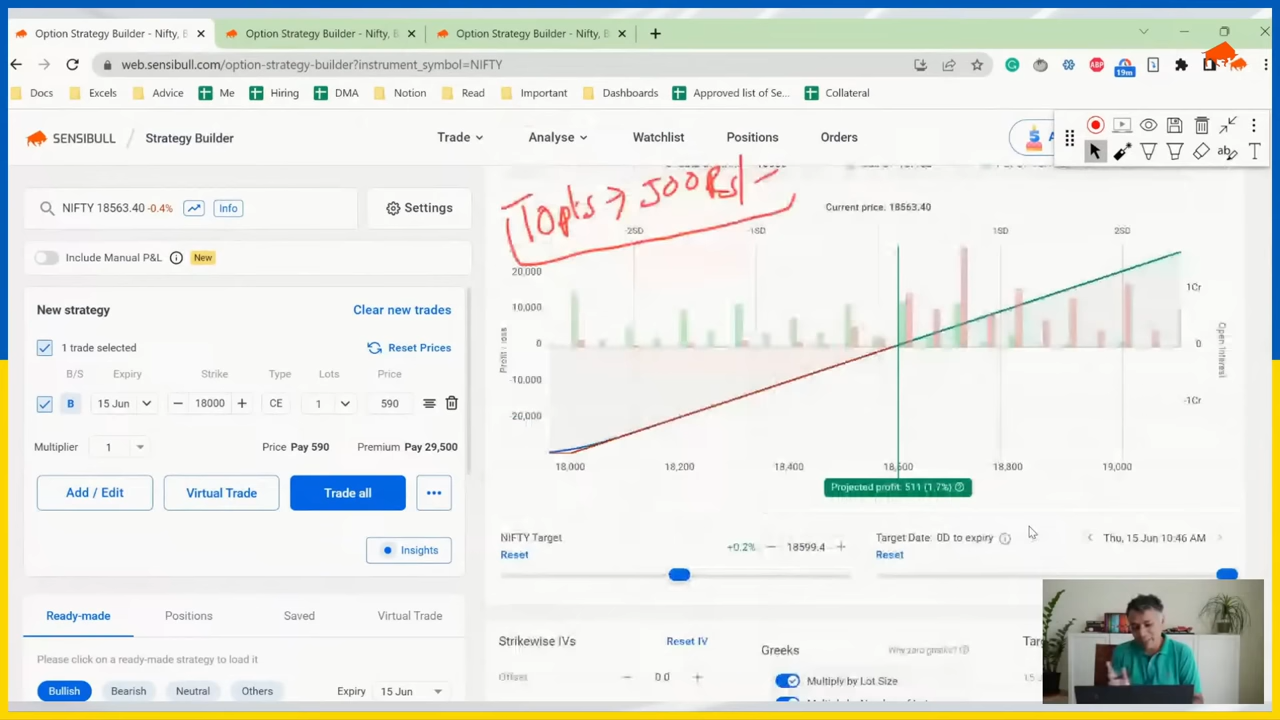 Option Strategy Builder - Nifty, B
Option Strategy Builder - Nifty, B
Option Strategy Builder - Nifty, B
web.sensibull.com/option-strategy-builder?instrument_symbol=NIFTY
19m
Docs Excels Advice Me Hiring DMA Notion Read Important Dashboards Approved list of Se... Collateral
SENSIBULL / Strategy Builder
Trade Analyse Watchlist Positions Orders
NIFTY 18563.40 -0.4% Info
Settings
Include Manual P&L New
New strategy Clear new trades
1 trade selected Reset Prices
B/S Expiry Strike Type Lots Price
B 15 Jun 18000 CE 1 590
Multiplier 1 Price Pay 590 Premium Pay 29,500
Add / Edit Virtual Trade Trade all
Insights
Ready-made Positions Saved Virtual Trade
Please click on a ready-made strategy to load it
Bullish Bearish Neutral Others Expiry 15 Jun
Current price: 18563.40
-2SD -1SD 1SD 2SD
20,000
10,000
0
-10,000
-20,000
Profit / loss
1Cr
0
-1Cr
Open Interest
18,000 18,200 18,400 18,600 18,800 19,000
Projected profit: 511 (1.7%)
NIFTY Target +0.2% 18599.4
Reset
Target Date: 0D to expiry Thu, 15 Jun 10:46 AM
Reset
Strikewise IVs Reset IV
Offset 0.0
Greeks Why zero greeks?
Multiply by Lot Size